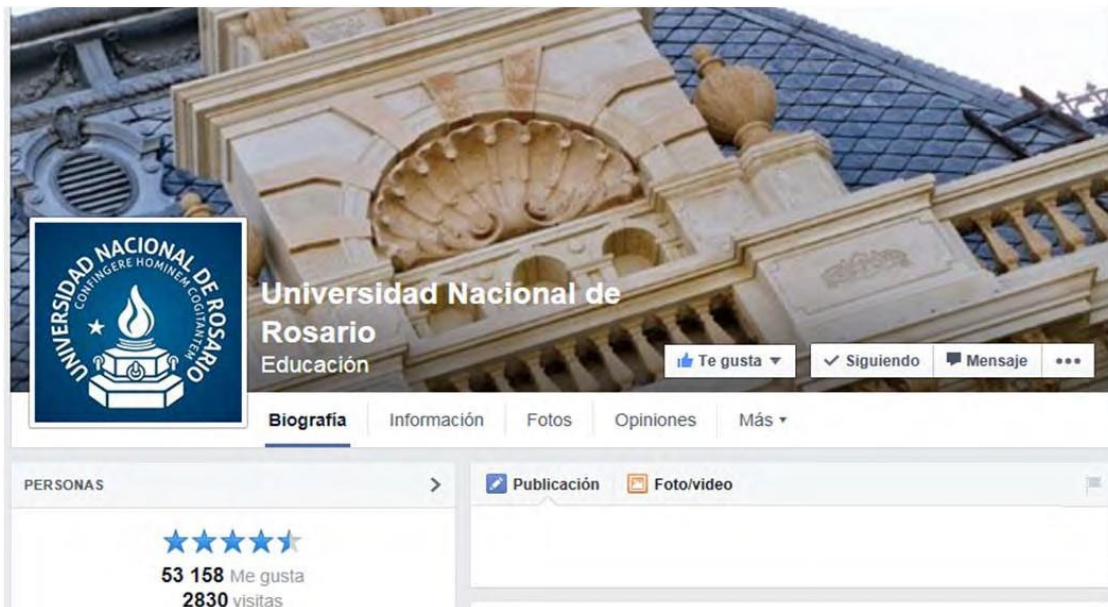 UNIVERSIDAD NACIONAL DE ROSARIO
CONFINGERE HOMINEM COGITANTEM
Universidad Nacional de
Rosario
Educación
Te gusta
Siguiendo
Mensaje
Biografía
Información
Fotos
Opiniones
Más
PERSONAS
Publicación
Foto/video
53 158 Me gusta
2830 visitas